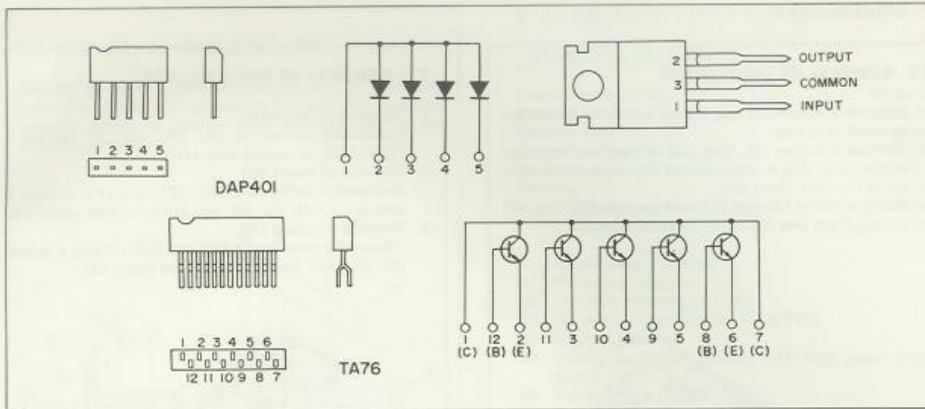 1 2 3 4 5
DAP401
1 2 3 4 5
2 OUTPUT
3 COMMON
1 INPUT
1 2 3 4 5 6
12 11 10 9 8 7
TA76
1 12 2 11 3 10 4 9 5 8 6 7
(C) (B) (E) (B) (E) (C)